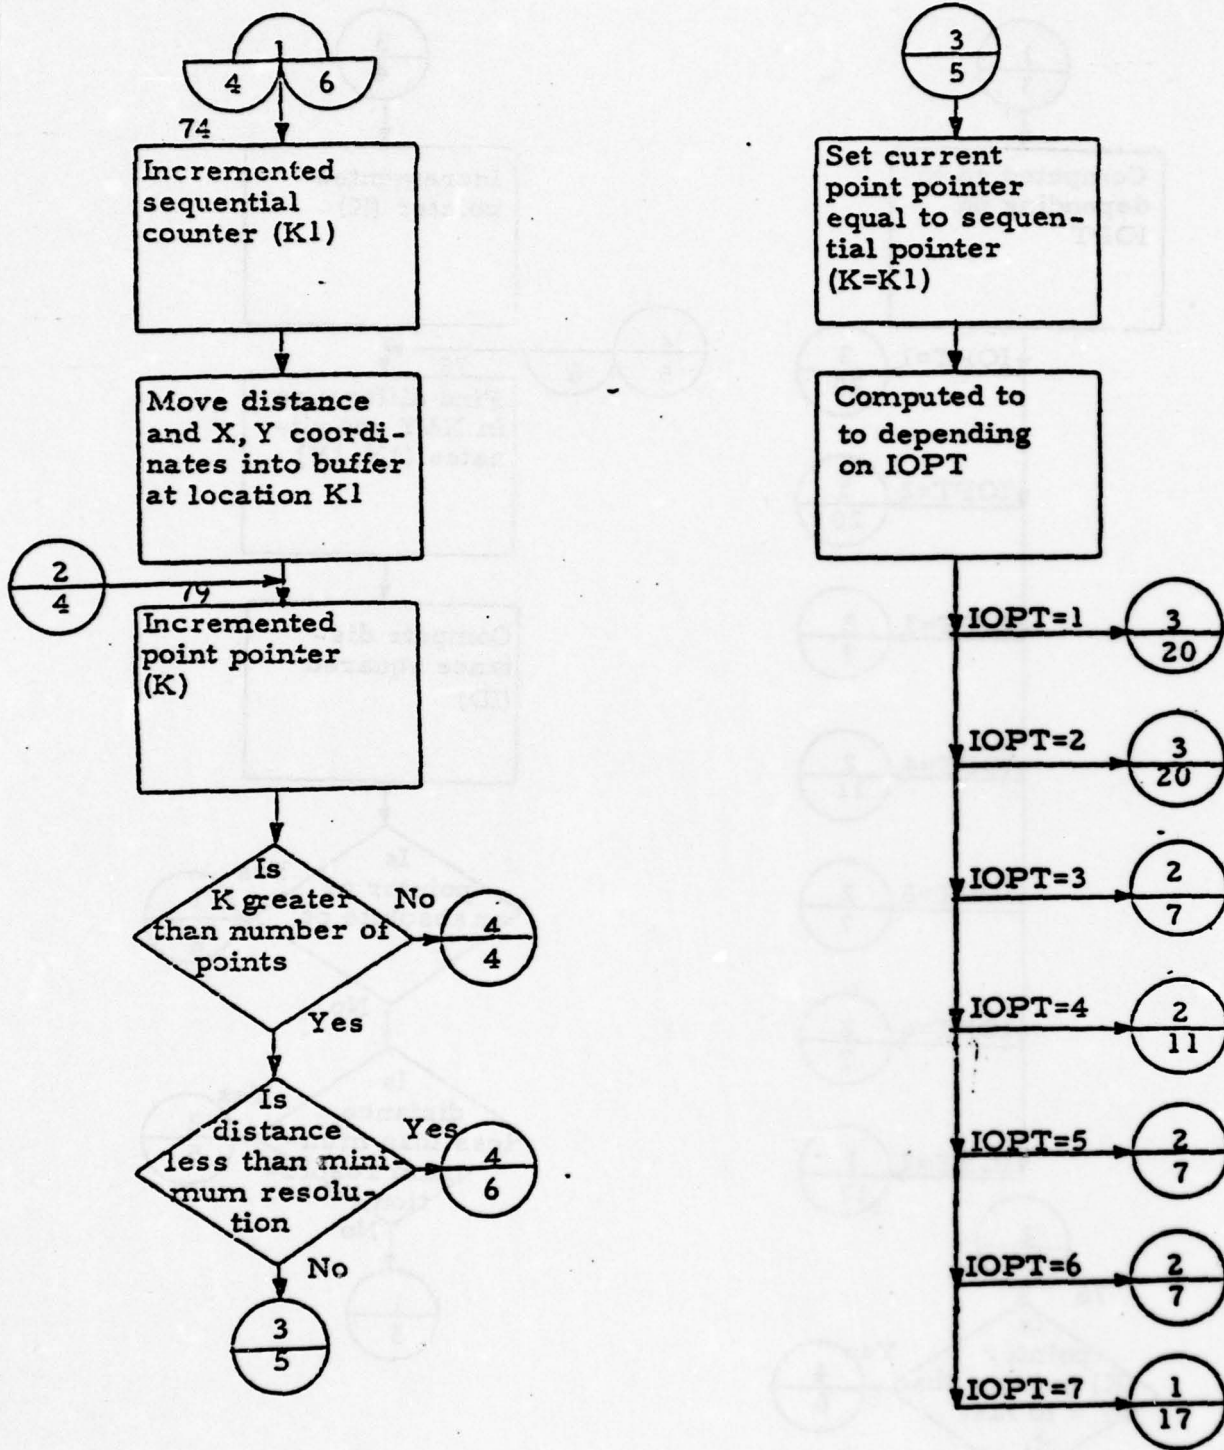 1
4 6
74
Incremented
sequential
counter (K1)
Move distance
and X, Y coordi-
nates into buffer
at location K1
2
4
79
Incremented
point pointer
(K)
Is
K greater
than number of
points
No
4
4
Yes
Is
distance
less than mini-
mum resolu-
tion
Yes
4
6
No
3
5
3
5
Set current
point pointer
equal to sequen-
tial pointer
(K=K1)
Computed to
to depending
on IOPT
IOPT=1
3
20
IOPT=2
3
20
IOPT=3
2
7
IOPT=4
2
11
IOPT=5
2
7
IOPT=6
2
7
IOPT=7
1
17